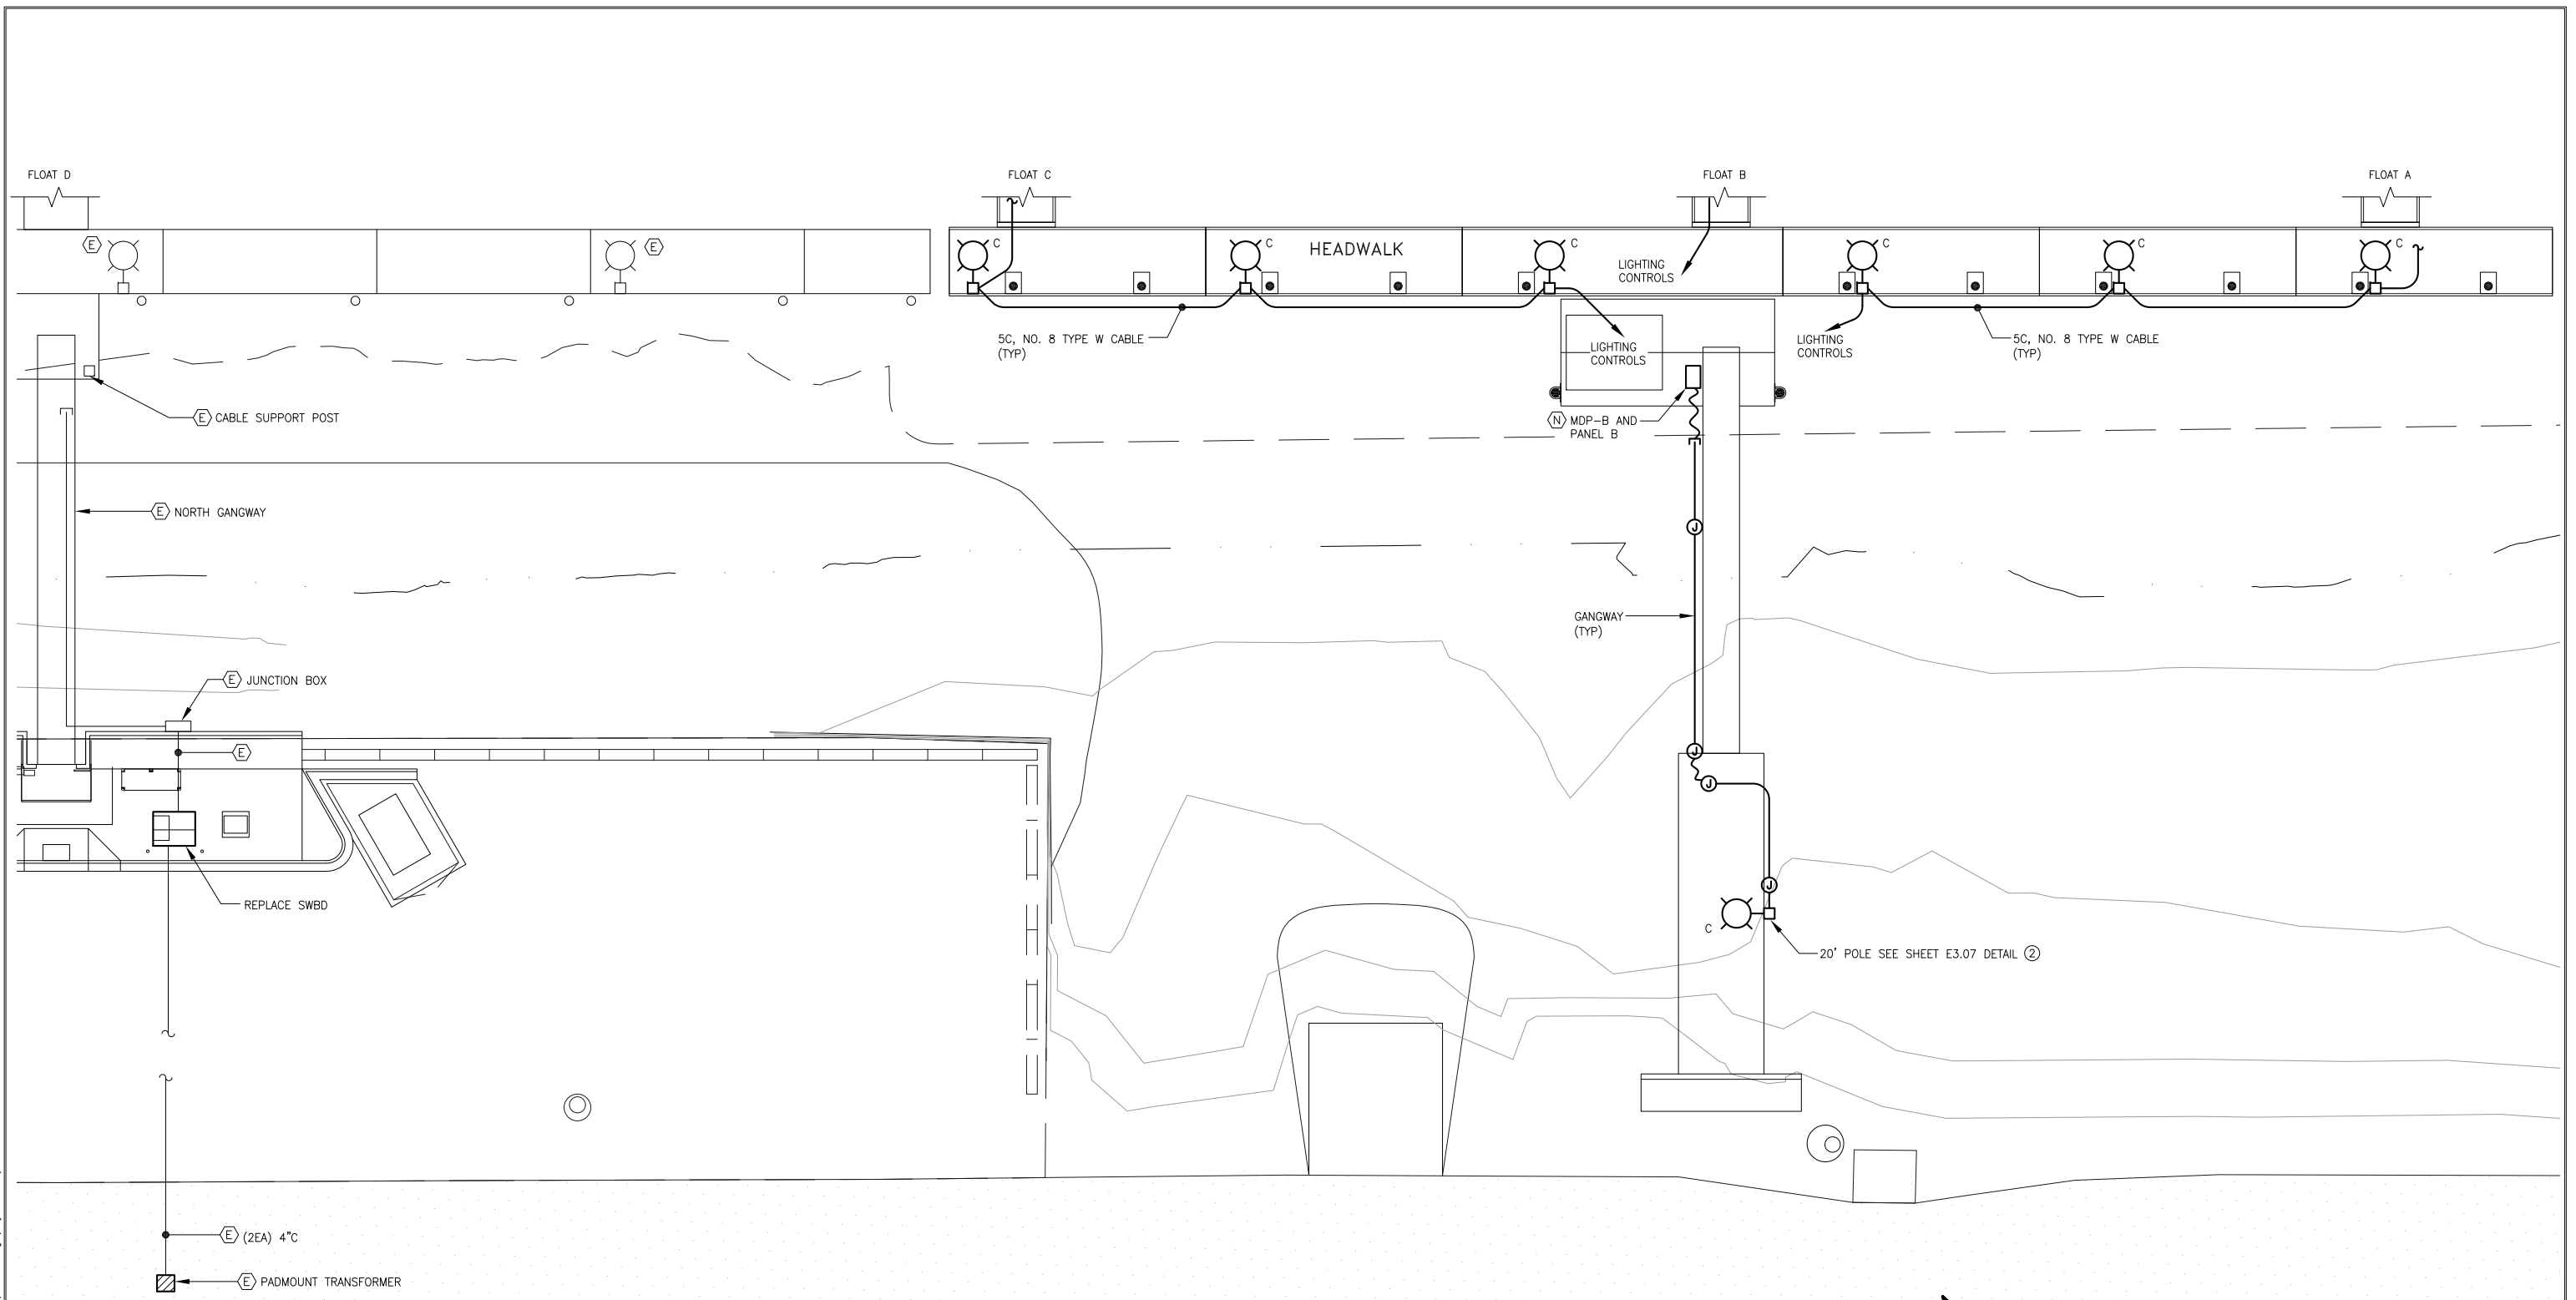 FLOAT D
FLOAT C
FLOAT B
FLOAT A
E
E
C
C
HEADWALK
C
C
C
C
LIGHTING
CONTROLS
5C, NO. 8 TYPE W CABLE
(TYP)
LIGHTING
CONTROLS
LIGHTING
CONTROLS
5C, NO. 8 TYPE W CABLE
(TYP)
E CABLE SUPPORT POST
N MDP-B AND
PANEL B
E NORTH GANGWAY
J
GANGWAY
(TYP)
E JUNCTION BOX
E
J
J
REPLACE SWBD
J
C
20' POLE SEE SHEET E3.07 DETAIL 2
E (2EA) 4"C
E PADMOUNT TRANSFORMER